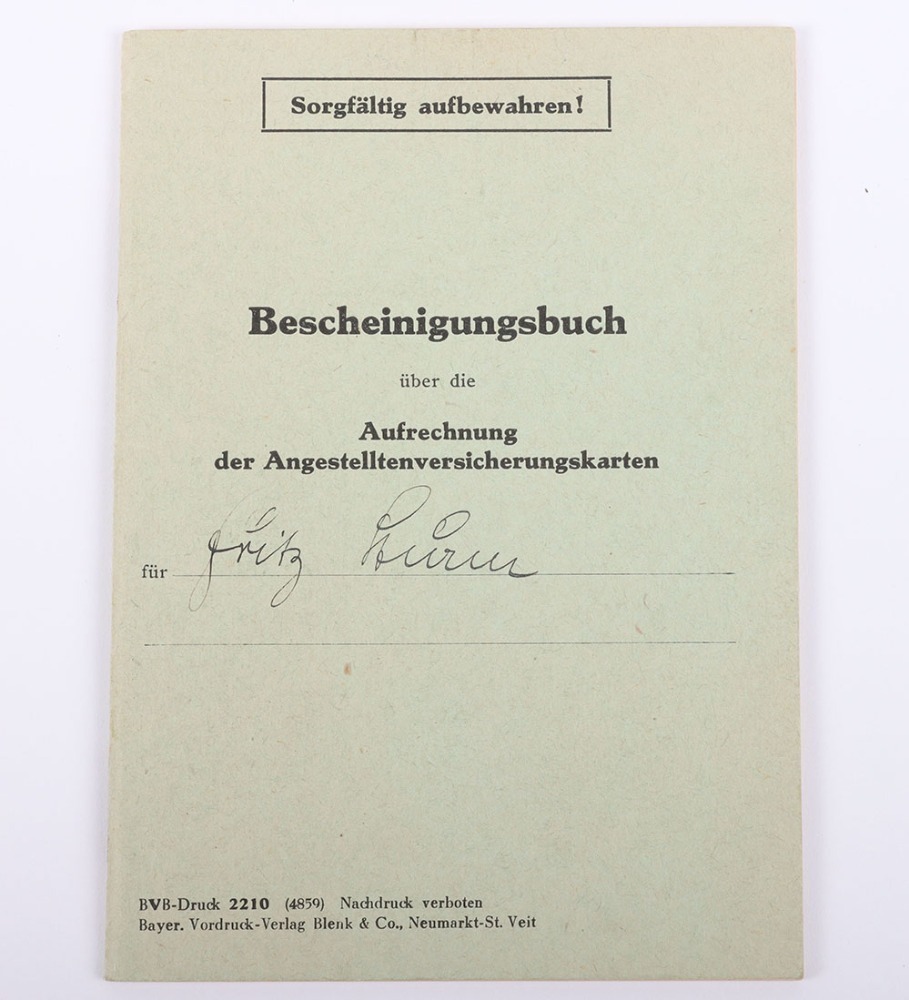 Sorgfältig aufbewahren!
Bescheinigungsbuch
über die
Aufrechnung
der Angestelltenversicherungskarten
für Fritz Sturm
BVB-Druck 2210 (4859) Nachdruck verboten
Bayer. Vordruck-Verlag Blenk & Co., Neumarkt-St. Veit